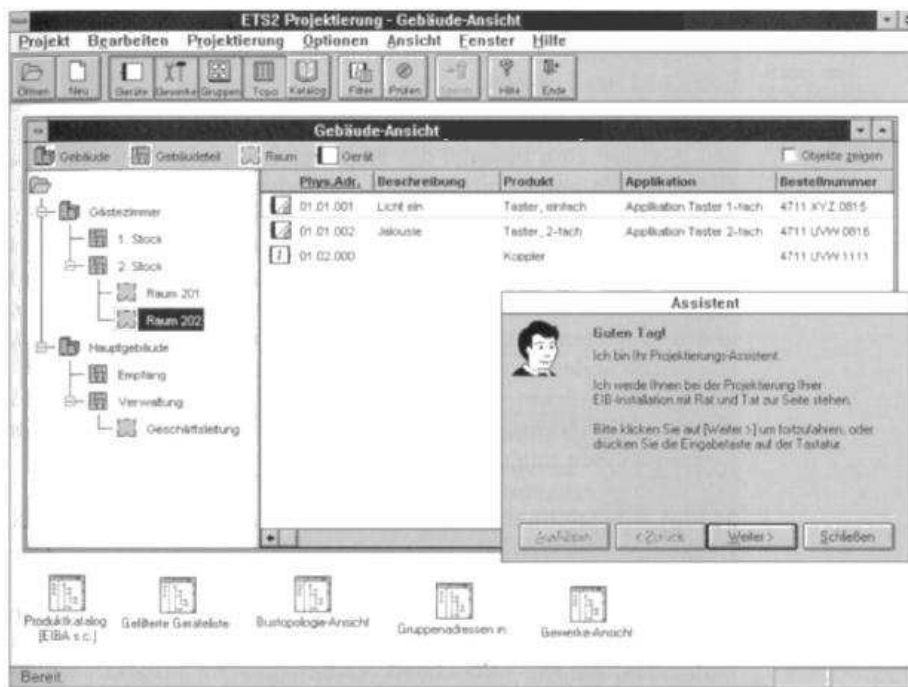 ETS2 Projektierung - Gebäude-Ansicht
Projekt Bearbeiten Projektierung Optionen Ansicht Fenster Hilfe
Öffnen Neu Geräte Gewerke Gruppen Topo Katalog Filter Prüfen Hilfe Ende
Gebäude-Ansicht
Gebäude Gebäudeteil Raum Gerät Objekte zeigen
Phys.Adr. Beschreibung Produkt Applikation Bestellnummer
01.01.001 Licht ein Taster, einfach Applikation Taster 1-fach 4711 XYZ 0815
01.01.002 Jalousie Taster, 2-fach Applikation Taster 2-fach 4711 UVW 0816
01.02.000 Koppler 4711 UVW 1111
Gästezimmer
1. Stock
2. Stock
Raum 201
Raum 202
Hauptgebäude
Empfang
Verwaltung
Geschäftsleitung
Assistent
Guten Tag!
Ich bin Ihr Projektierungs-Assistent.
Ich werde Ihnen bei der Projektierung Ihrer
EIB-Installation mit Rat und Tat zur Seite stehen.
Bitte klicken Sie auf [Weiter >] um fortzufahren, oder
drücken Sie die Eingabetaste auf der Tastatur.
Ausführen < Zurück Weiter > Schließen
Produktkatalog
[EIBA s.c.]
Gefilterte Geräteliste
Bustopologie-Ansicht
Gruppenadressen in
Gewerke-Ansicht
Bereit